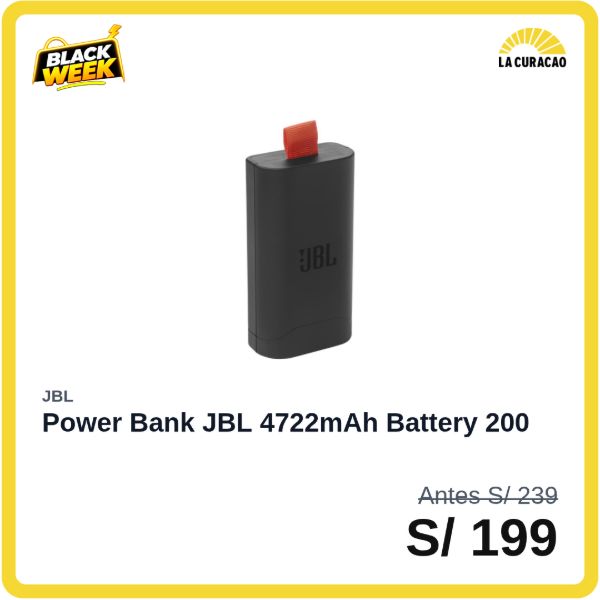 BLACK
WEEK
LA CURACAO
JBL
JBL
Power Bank JBL 4722mAh Battery 200
Antes S/ 239
S/ 199